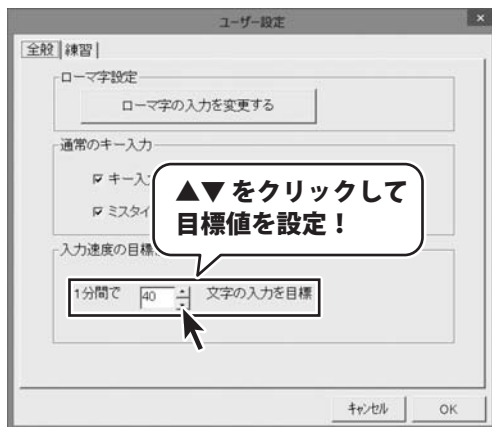 ユーザー設定
×
全般
練習
ローマ字設定
ローマ字の入力を変更する
通常のキー入力
キー入
ミスタイ
▲▼をクリックして
目標値を設定！
入力速度の目標
1分間で 40 文字の入力を目標
キャンセル
OK